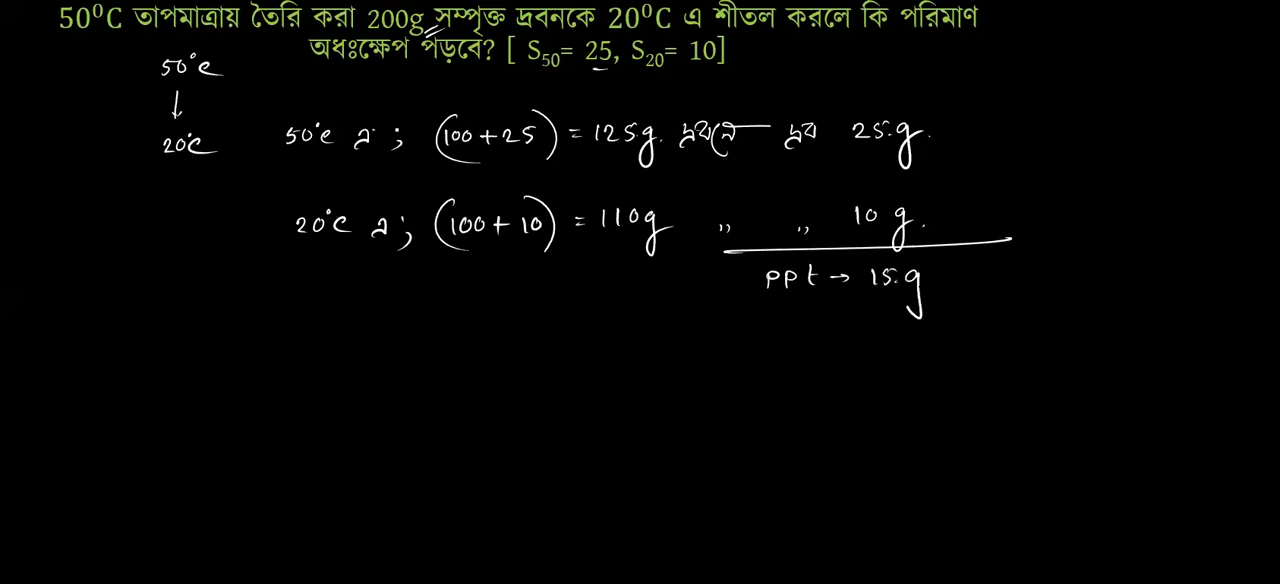 50⁰C তাপমাত্রায় তৈরি করা 200g সম্পৃক্ত দ্রবনকে 20⁰C এ শীতল করলে কি পরিমাণ
অধঃক্ষেপ পড়বে? [ S₅₀= 25, S₂₀= 10]
50°C
↓
20°C
50°C এ ; (100+25) = 125g. দ্রবনে দ্রব 25g.
20°C এ ; (100+10) = 110g " " 10g.
ppt → 15g